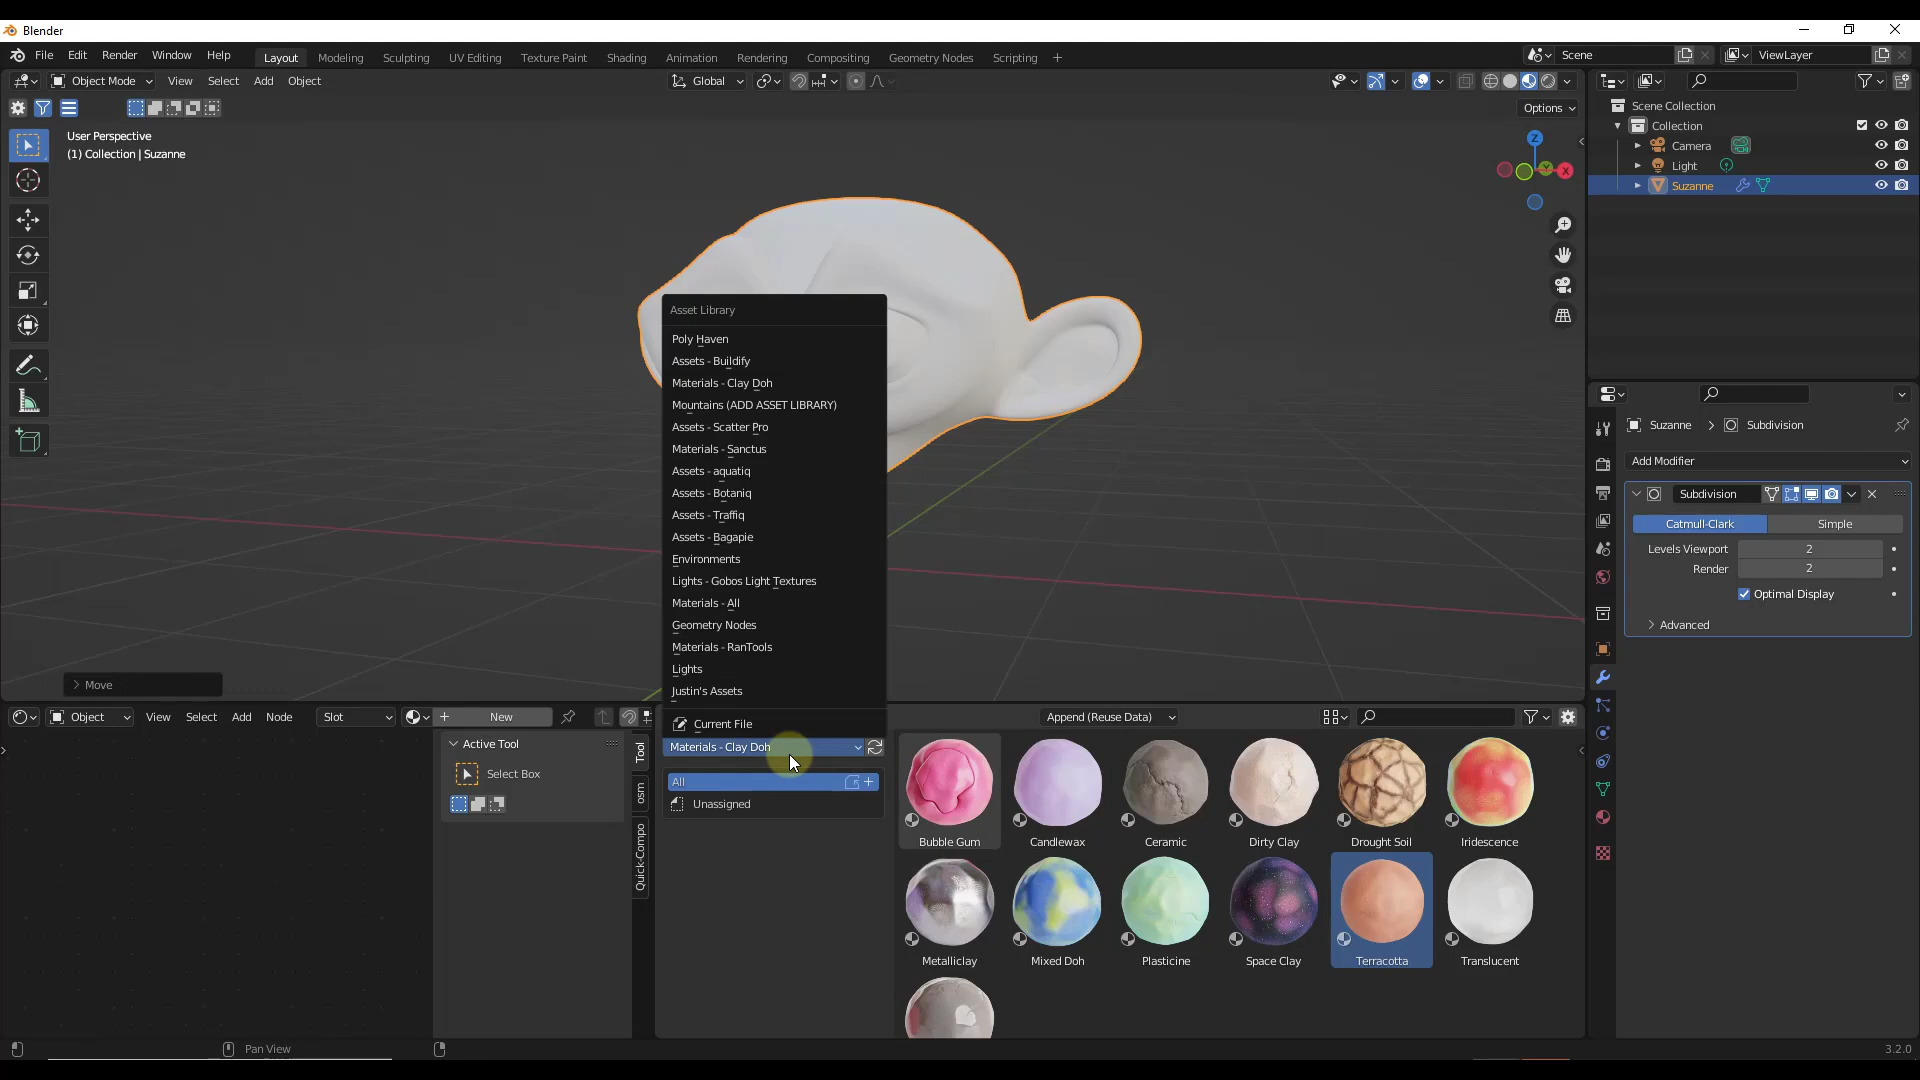 Blender
File Edit Render Window Help
Layout Modeling Sculpting UV Editing Texture Paint Shading Animation Rendering Compositing Geometry Nodes Scripting +
Scene
ViewLayer
Object Mode View Select Add Object
Global
Options
User Perspective
(1) Collection | Suzanne
Z
Y
X
Scene Collection
Collection
Camera
Light
Suzanne
Suzanne > Subdivision
Add Modifier
Subdivision
Catmull-Clark Simple
Levels Viewport 2
Render 2
Optimal Display
Advanced
Asset Library
Poly Haven
Assets - Buildify
Materials - Clay Doh
Mountains (ADD ASSET LIBRARY)
Assets - Scatter Pro
Materials - Sanctus
Assets - aquatiq
Assets - Botaniq
Assets - Traffiq
Assets - Bagapie
Environments
Lights - Gobos Light Textures
Materials - All
Geometry Nodes
Materials - RanTools
Lights
Justin's Assets
Current File
Materials - Clay Doh
All
Unassigned
> Move
Object View Select Add Node Slot New
Active Tool
Select Box
Tool
osm
Quick-Compo
Append (Reuse Data)
Bubble Gum Candlewax Ceramic Dirty Clay Drought Soil Iridescence
Metalliclay Mixed Doh Plasticine Space Clay Terracotta Translucent
Pan View
3.2.0